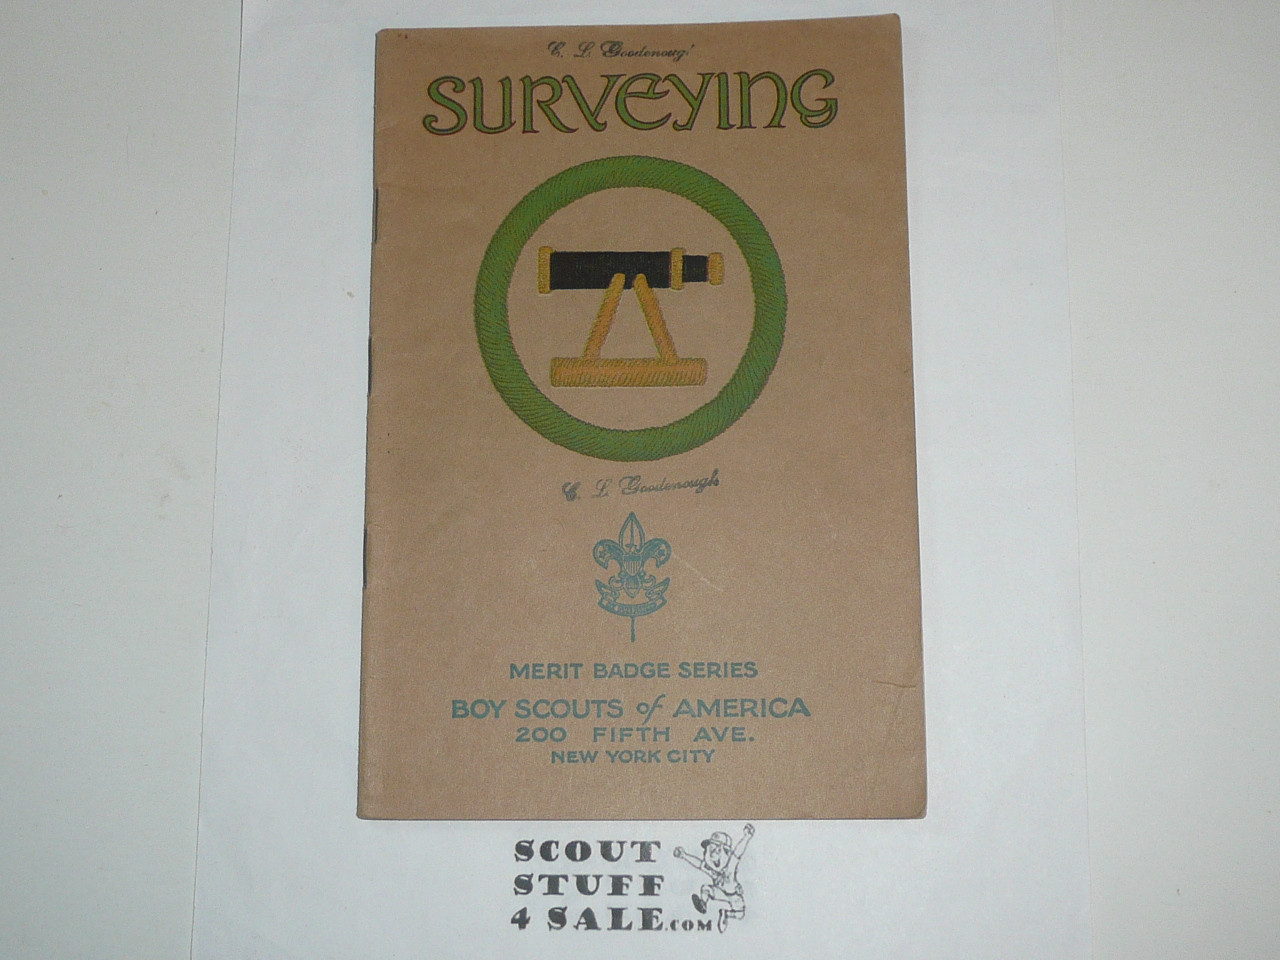 C. L. Goodenoug
SURVEYING
C. L. Goodenough
MERIT BADGE SERIES
BOY SCOUTS of AMERICA
200 FIFTH AVE.
NEW YORK CITY
SCOUT
STUFF
4 SALE.COM